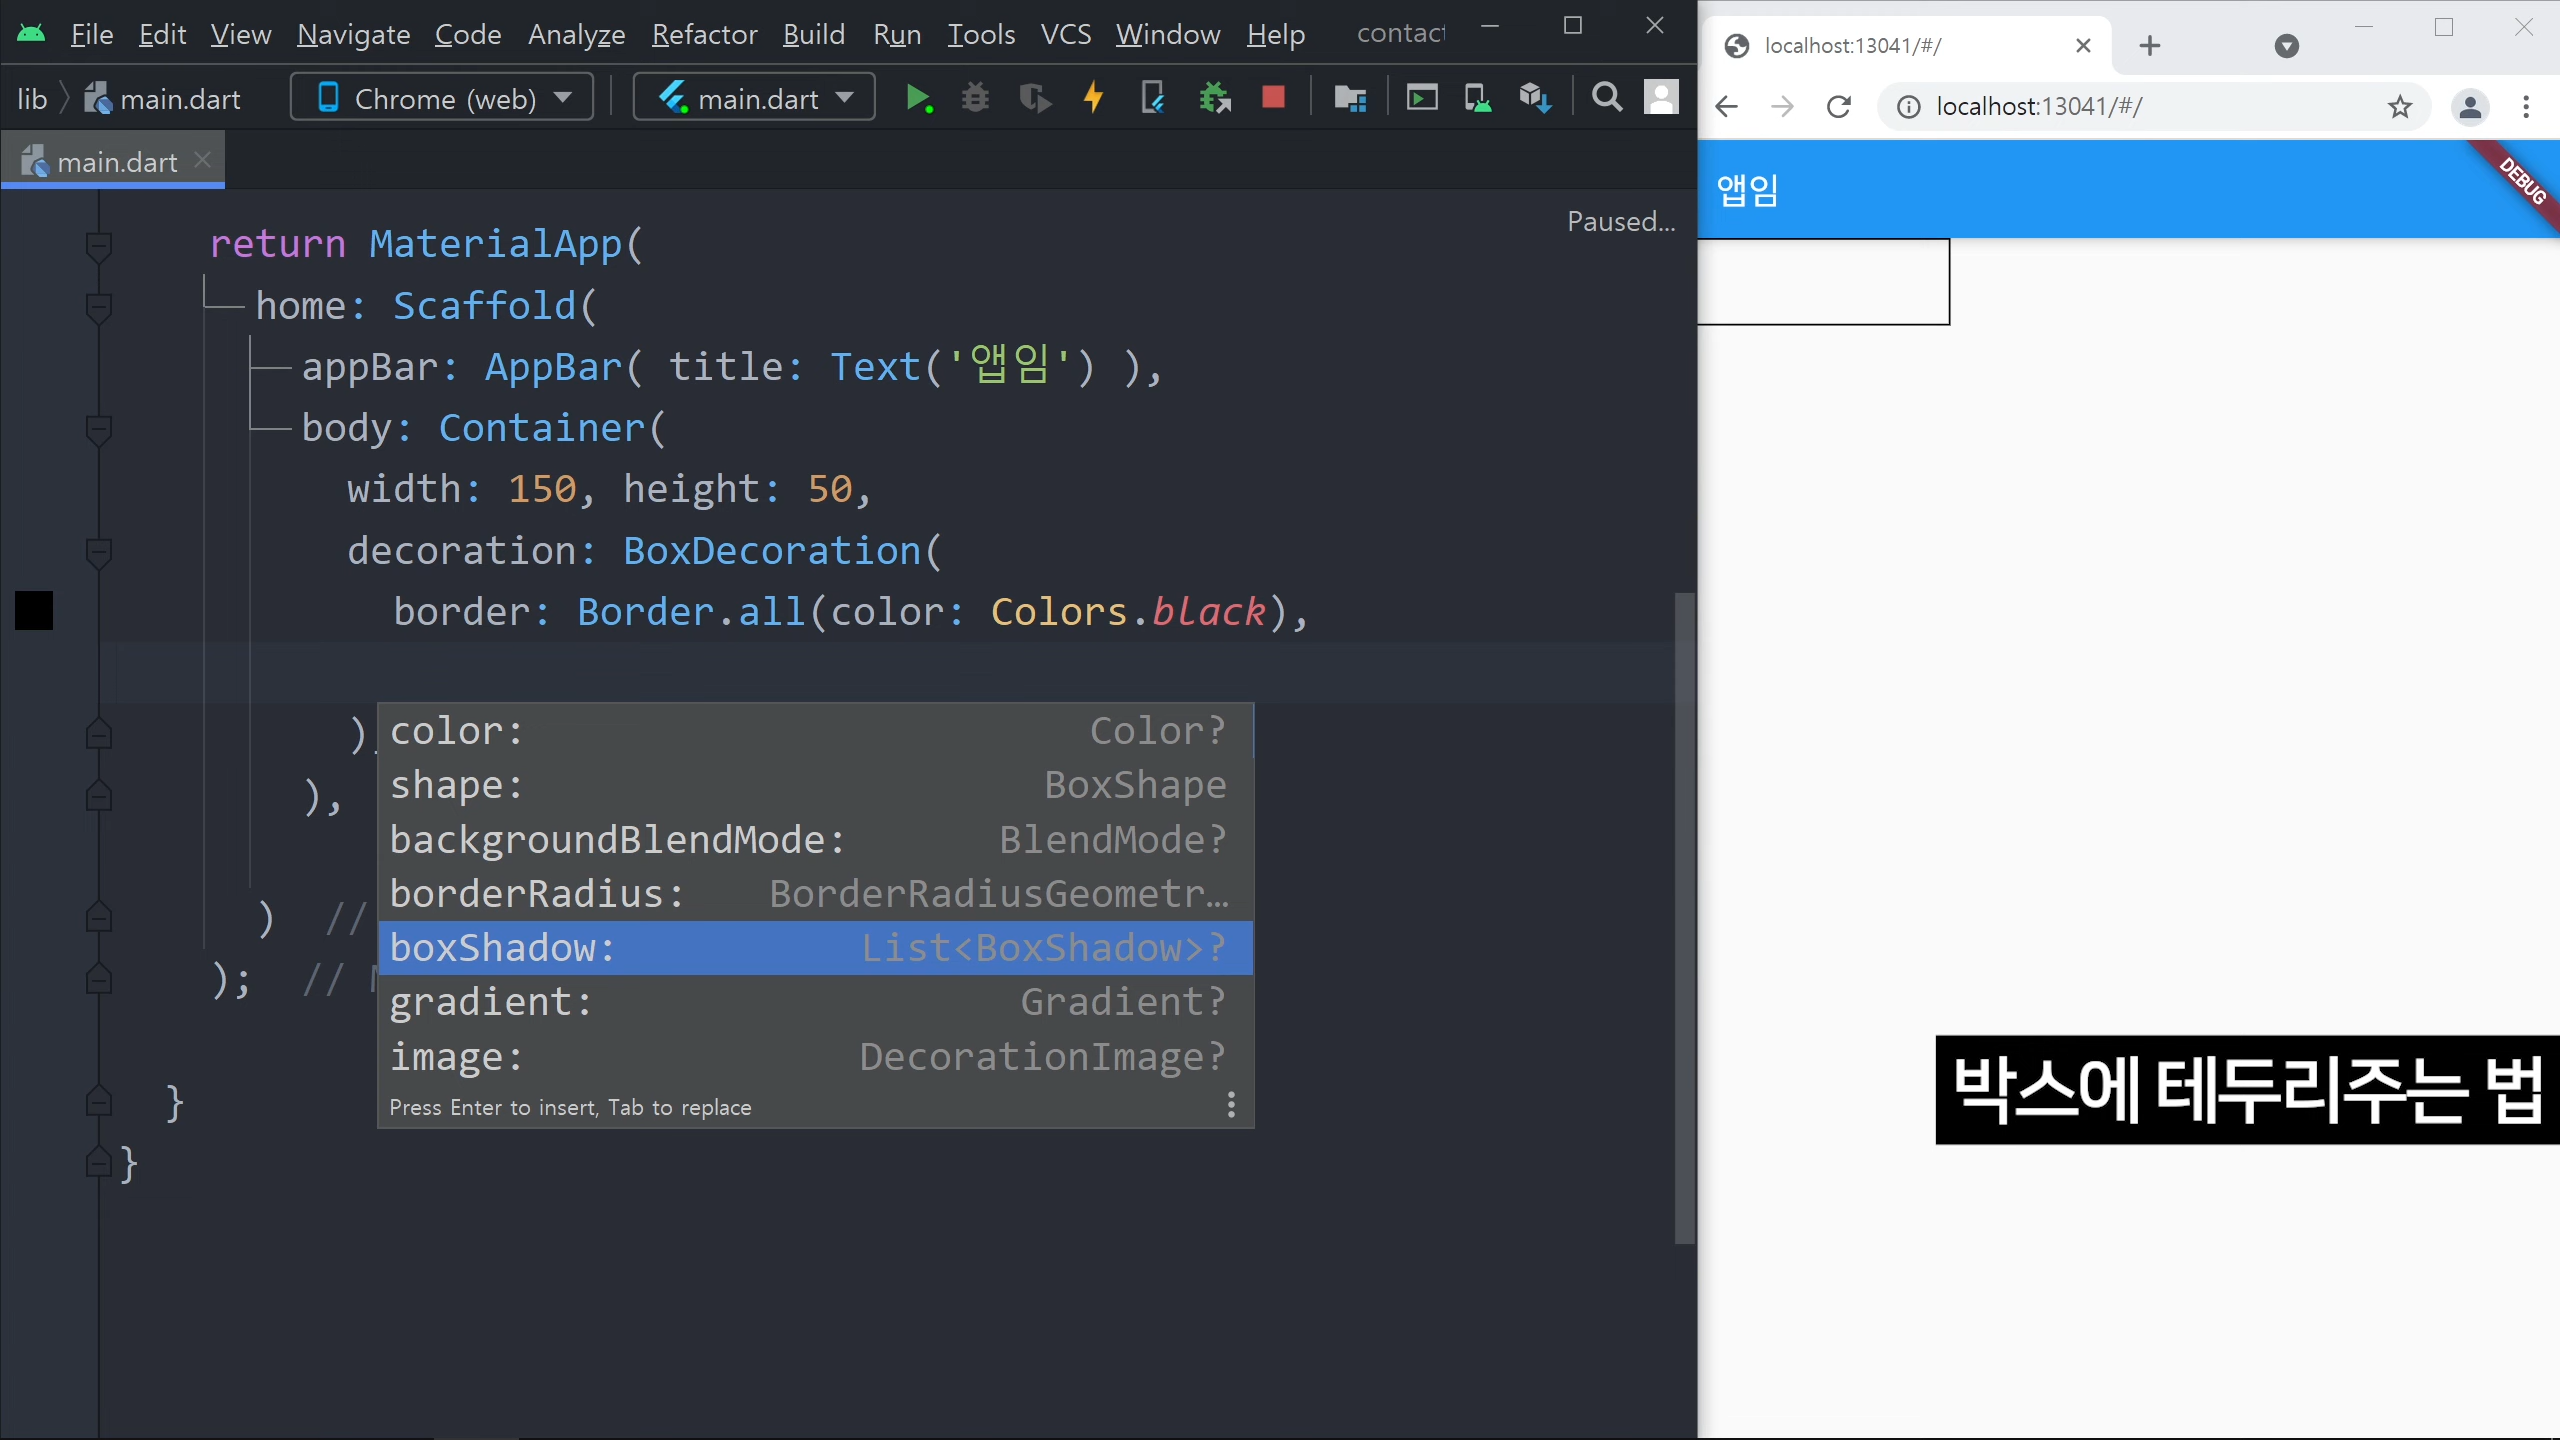 File Edit View Navigate Code Analyze Refactor Build Run Tools VCS Window Help
lib main.dart Chrome (web) main.dart
main.dart
Paused...
return MaterialApp(
home: Scaffold(
appBar: AppBar( title: Text('앱임') ),
body: Container(
width: 150, height: 50,
decoration: BoxDecoration(
border: Border.all(color: Colors.black),
)
color: Color?
shape: BoxShape
),
backgroundBlendMode: BlendMode?
borderRadius: BorderRadiusGeometr...
) //
boxShadow: List<BoxShadow>?
); //
gradient: Gradient?
image: DecorationImage?
Press Enter to insert, Tab to replace
}
}
localhost:13041/#/
localhost:13041/#/
앱임
DEBUG
박스에 테두리주는 법